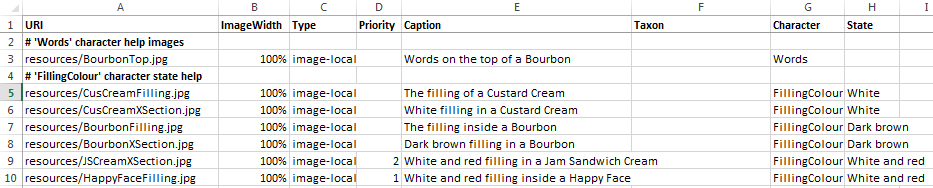 A B C D E F G H I
1 URI ImageWidth Type Priority Caption Taxon Character State
2 # 'Words' character help images
3 resources/BourbonTop.jpg 100% image-local Words on the top of a Bourbon Words
4 # 'FillingColour' character state help
5 resources/CusCreamFilling.jpg 100% image-local The filling of a Custard Cream FillingColour White
6 resources/CusCreamXSection.jpg 100% image-local White filling in a Custard Cream FillingColour White
7 resources/BourbonFilling.jpg 100% image-local The filling inside a Bourbon FillingColour Dark brown
8 resources/BourbonXSection.jpg 100% image-local Dark brown filling in a Bourbon FillingColour Dark brown
9 resources/JSCreamXSection.jpg 100% image-local 2 White and red filling in a Jam Sandwich Cream FillingColour White and red
10 resources/HappyFaceFilling.jpg 100% image-local 1 White and red filling inside a Happy Face FillingColour White and red